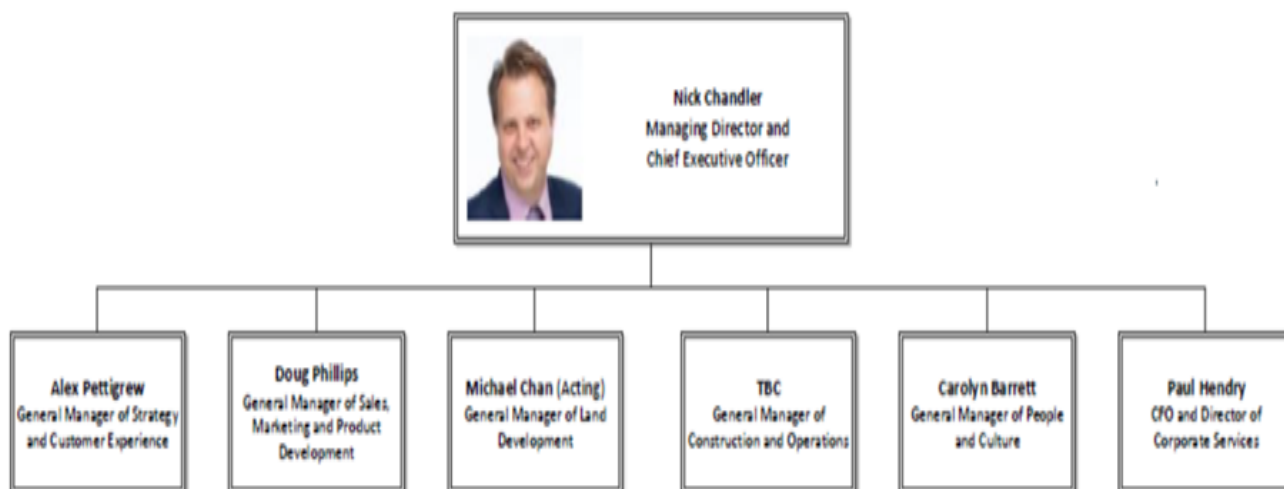 Nick Chandler
Managing Director and
Chief Executive Officer
Alex Pettigrew
General Manager of Strategy
and Customer Experience
Doug Phillips
General Manager of Sales,
Marketing and Product
Development
Michael Chan (Acting)
General Manager of Land
Development
TBC
General Manager of
Construction and Operations
Carolyn Barrett
General Manager of People
and Culture
Paul Hendry
CFO and Director of
Corporate Services